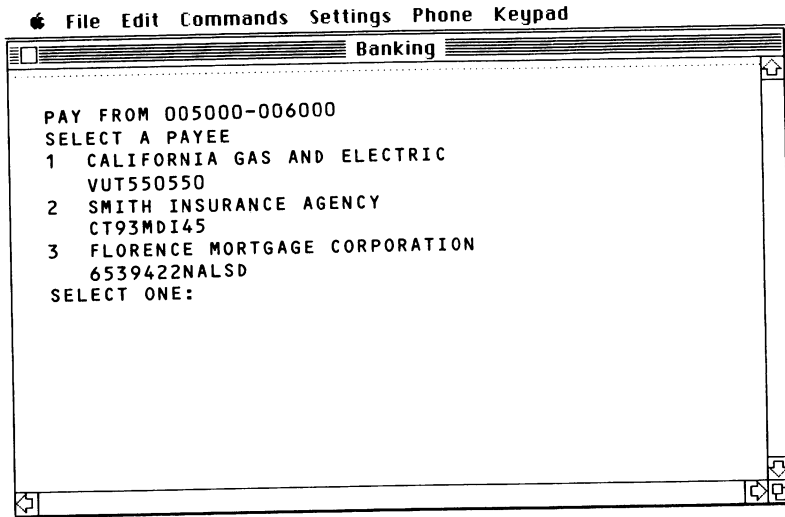 File Edit Commands Settings Phone Keypad
Banking
PAY FROM 005000-006000
SELECT A PAYEE
1 CALIFORNIA GAS AND ELECTRIC
VUT550550
2 SMITH INSURANCE AGENCY
CT93MDI45
3 FLORENCE MORTGAGE CORPORATION
6539422NALSD
SELECT ONE: